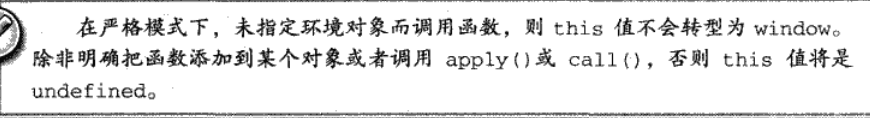 在严格模式下，未指定环境对象而调用函数，则 this 值不会转型为 window。
除非明确把函数添加到某个对象或者调用 apply()或 call()，否则 this 值将是
undefined。